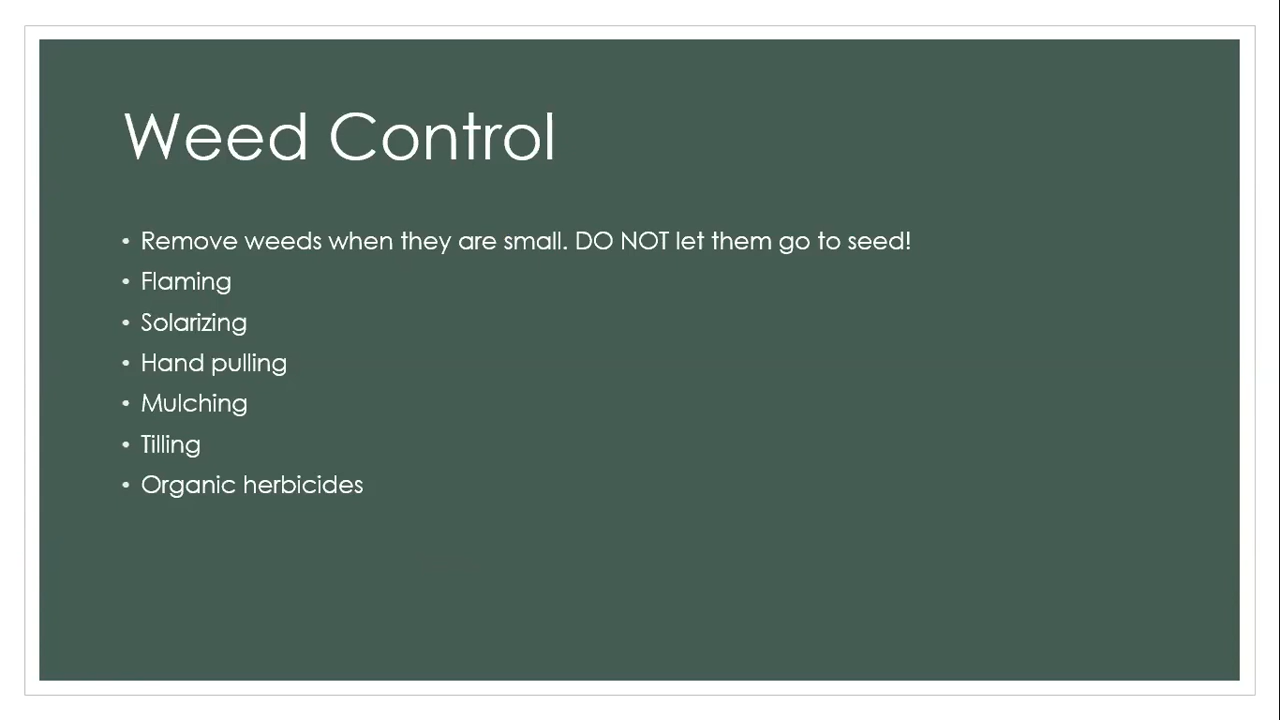 Weed Control
• Remove weeds when they are small. DO NOT let them go to seed!
• Flaming
• Solarizing
• Hand pulling
• Mulching
• Tilling
• Organic herbicides